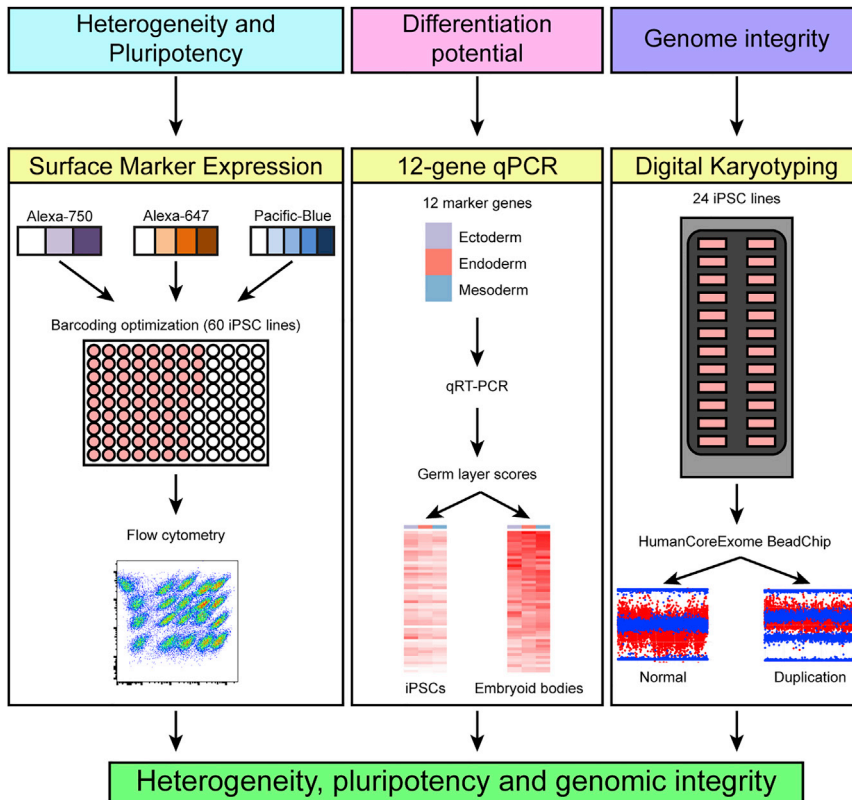 Heterogeneity and
Pluripotency
Differentiation
potential
Genome integrity
Surface Marker Expression
Alexa-750
Alexa-647
Pacific-Blue
Barcoding optimization (60 iPSC lines)
Flow cytometry
12-gene qPCR
12 marker genes
Ectoderm
Endoderm
Mesoderm
qRT-PCR
Germ layer scores
iPSCs
Embryoid bodies
Digital Karyotyping
24 iPSC lines
HumanCoreExome BeadChip
Normal
Duplication
Heterogeneity, pluripotency and genomic integrity